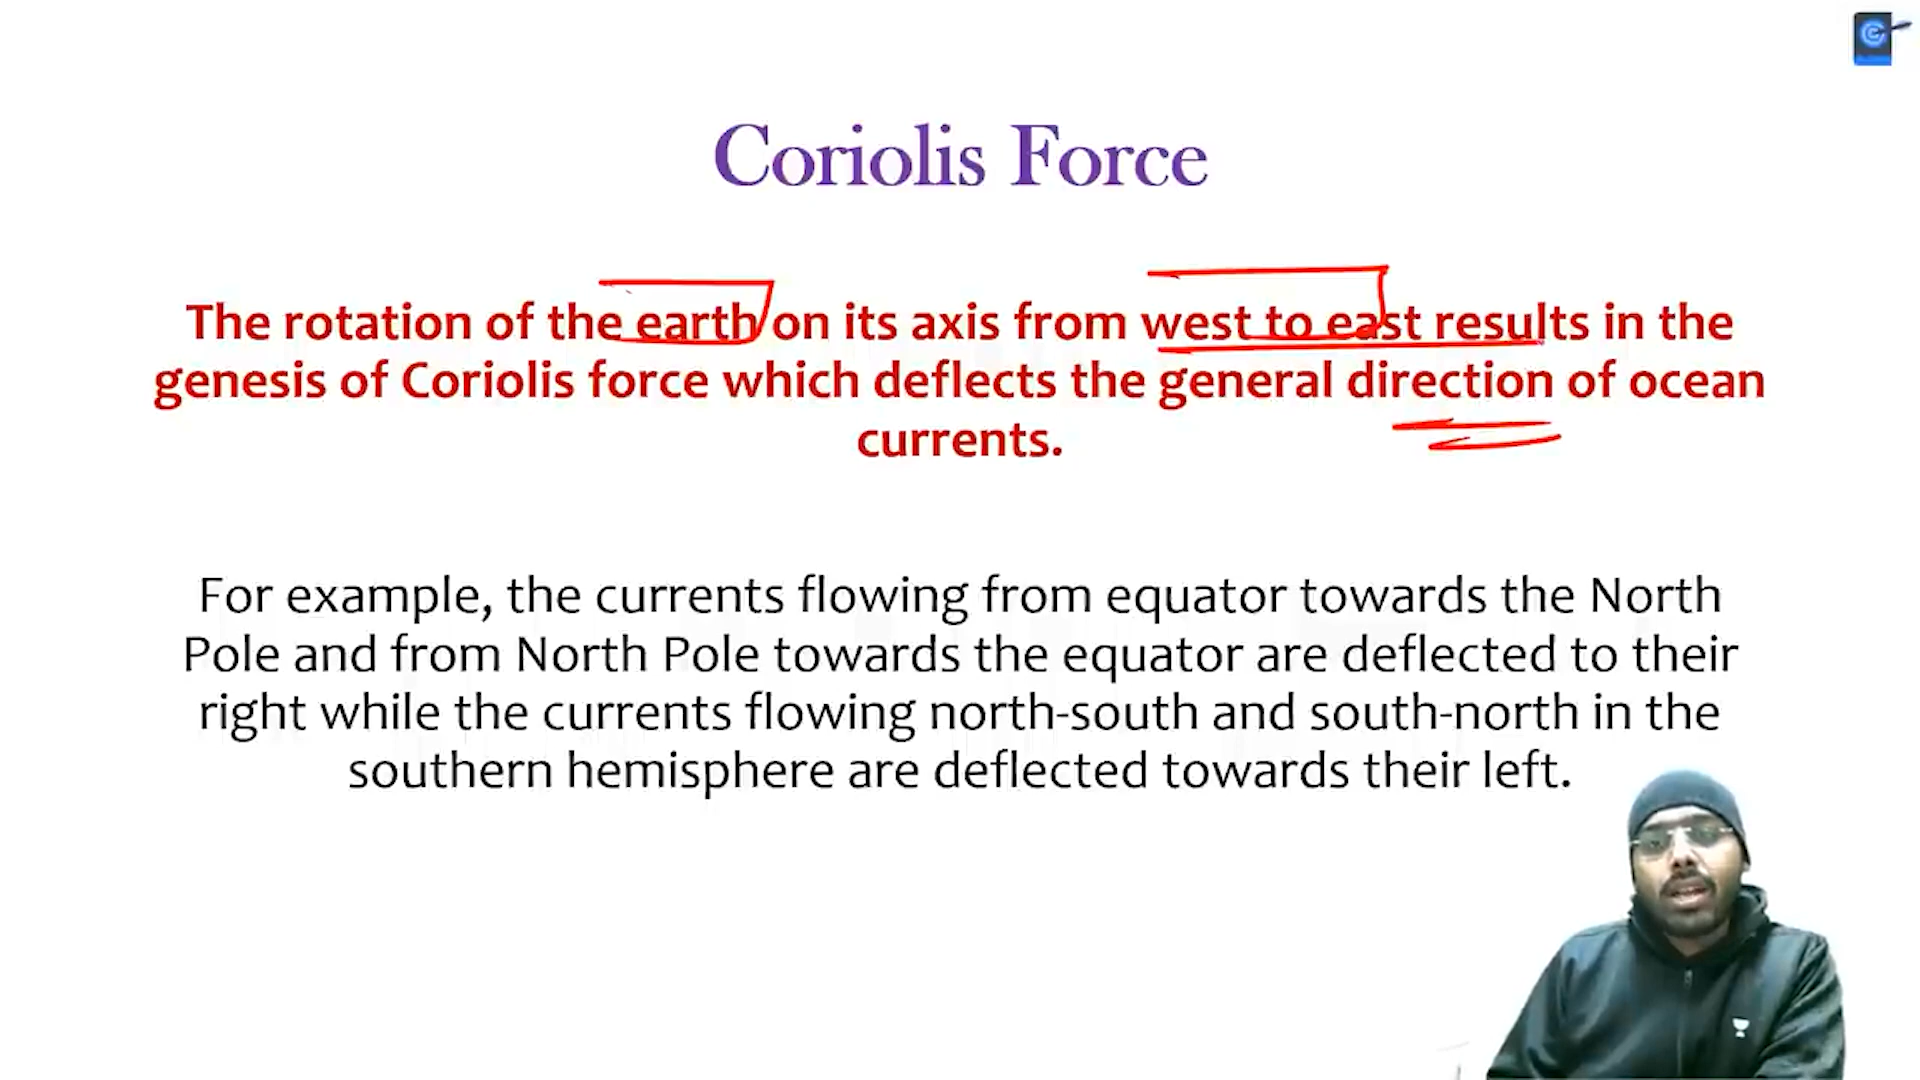 Coriolis Force
The rotation of the earth on its axis from west to east results in the
genesis of Coriolis force which deflects the general direction of ocean
currents.
For example, the currents flowing from equator towards the North
Pole and from North Pole towards the equator are deflected to their
right while the currents flowing north-south and south-north in the
southern hemisphere are deflected towards their left.